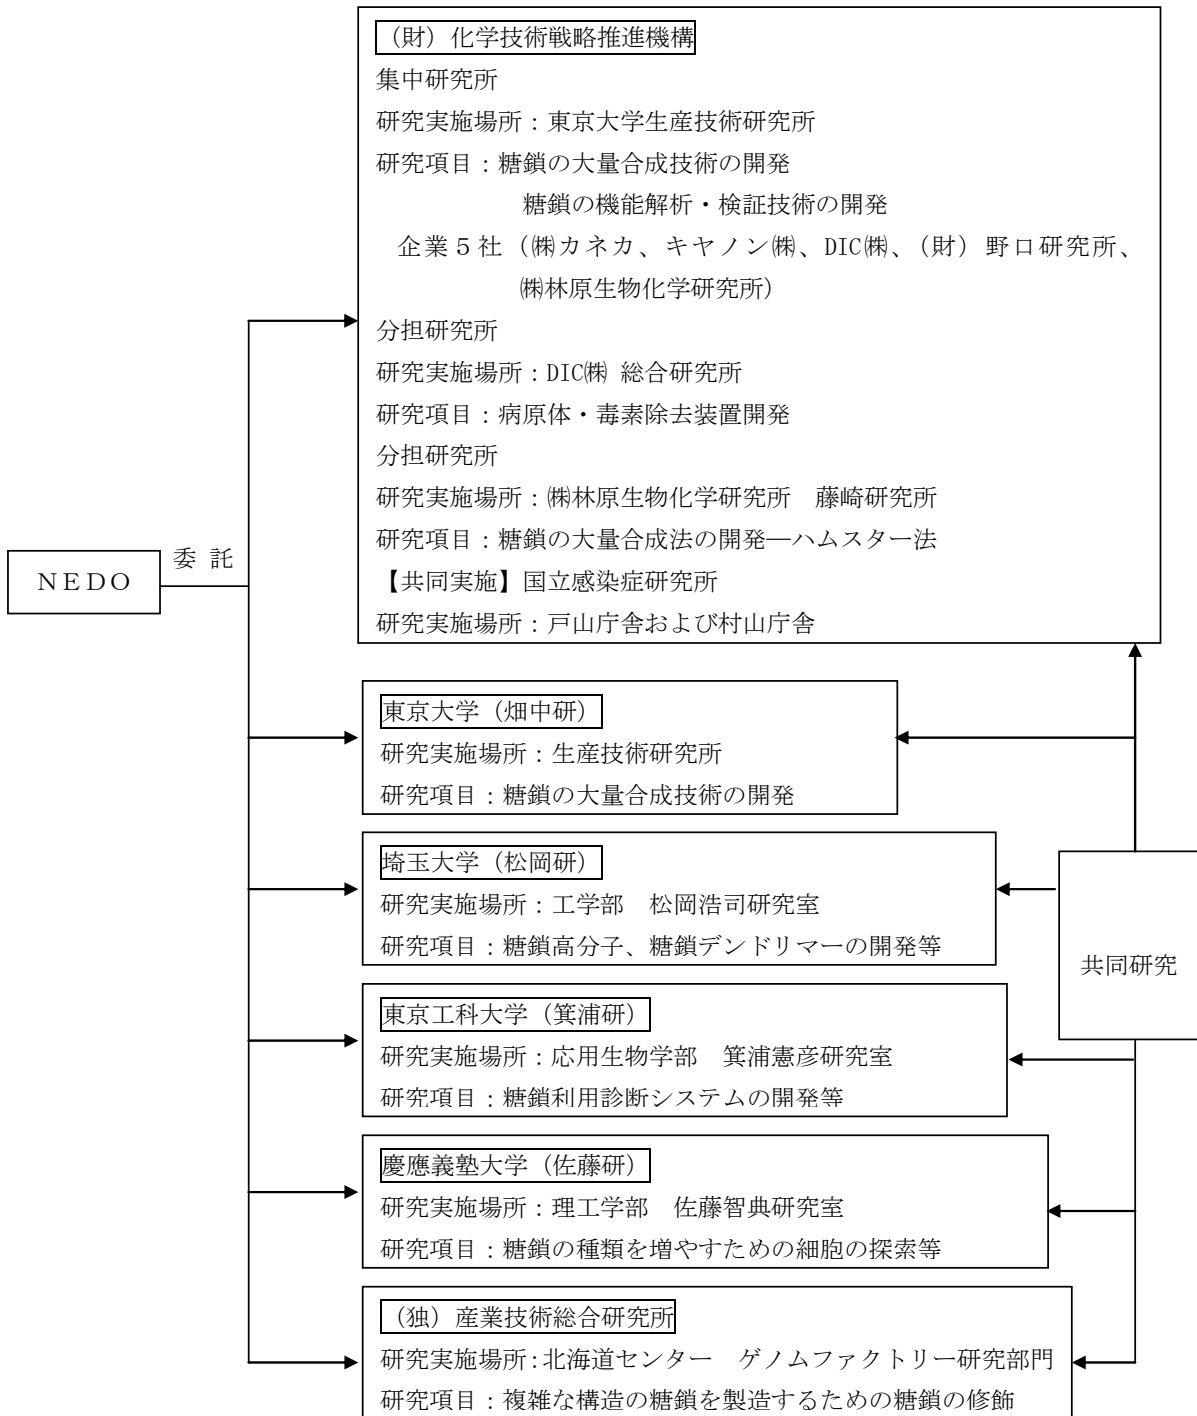 （財）化学技術戦略推進機構
集中研究所
研究実施場所：東京大学生産技術研究所
研究項目：糖鎖の大量合成技術の開発
糖鎖の機能解析・検証技術の開発
企業５社（㈱カネカ、キヤノン㈱、DIC㈱、（財）野口研究所、
㈱林原生物化学研究所）
分担研究所
研究実施場所：DIC㈱ 総合研究所
研究項目：病原体・毒素除去装置開発
分担研究所
研究実施場所：㈱林原生物化学研究所　藤崎研究所
研究項目：糖鎖の大量合成法の開発―ハムスター法
【共同実施】国立感染症研究所
研究実施場所：戸山庁舎および村山庁舎
ＮＥＤＯ
委 託
東京大学（畑中研）
研究実施場所：生産技術研究所
研究項目：糖鎖の大量合成技術の開発
埼玉大学（松岡研）
研究実施場所：工学部　松岡浩司研究室
研究項目：糖鎖高分子、糖鎖デンドリマーの開発等
共同研究
東京工科大学（箕浦研）
研究実施場所：応用生物学部　箕浦憲彦研究室
研究項目：糖鎖利用診断システムの開発等
慶應義塾大学（佐藤研）
研究実施場所：理工学部　佐藤智典研究室
研究項目：糖鎖の種類を増やすための細胞の探索等
（独）産業技術総合研究所
研究実施場所：北海道センター　ゲノムファクトリー研究部門
研究項目：複雑な構造の糖鎖を製造するための糖鎖の修飾